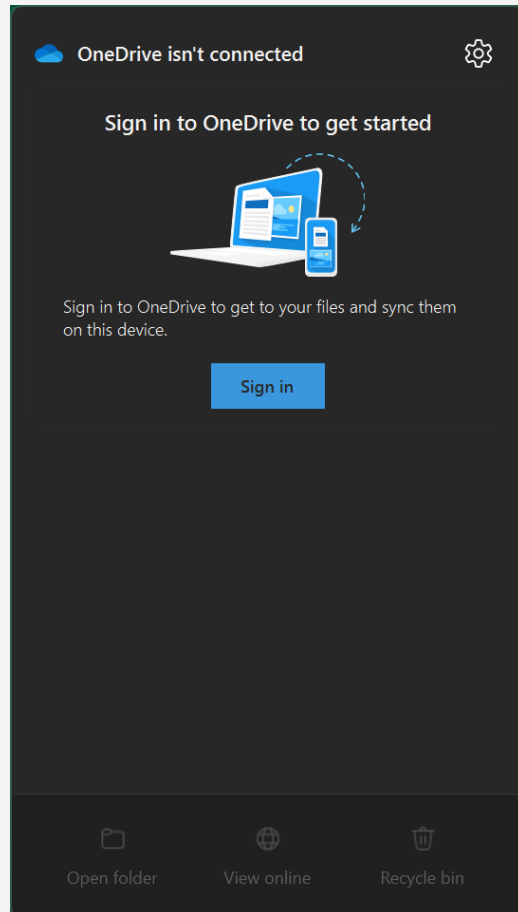 OneDrive isn't connected
Sign in to OneDrive to get started
Sign in to OneDrive to get to your files and sync them
on this device.
Sign in
Open folder
View online
Recycle bin